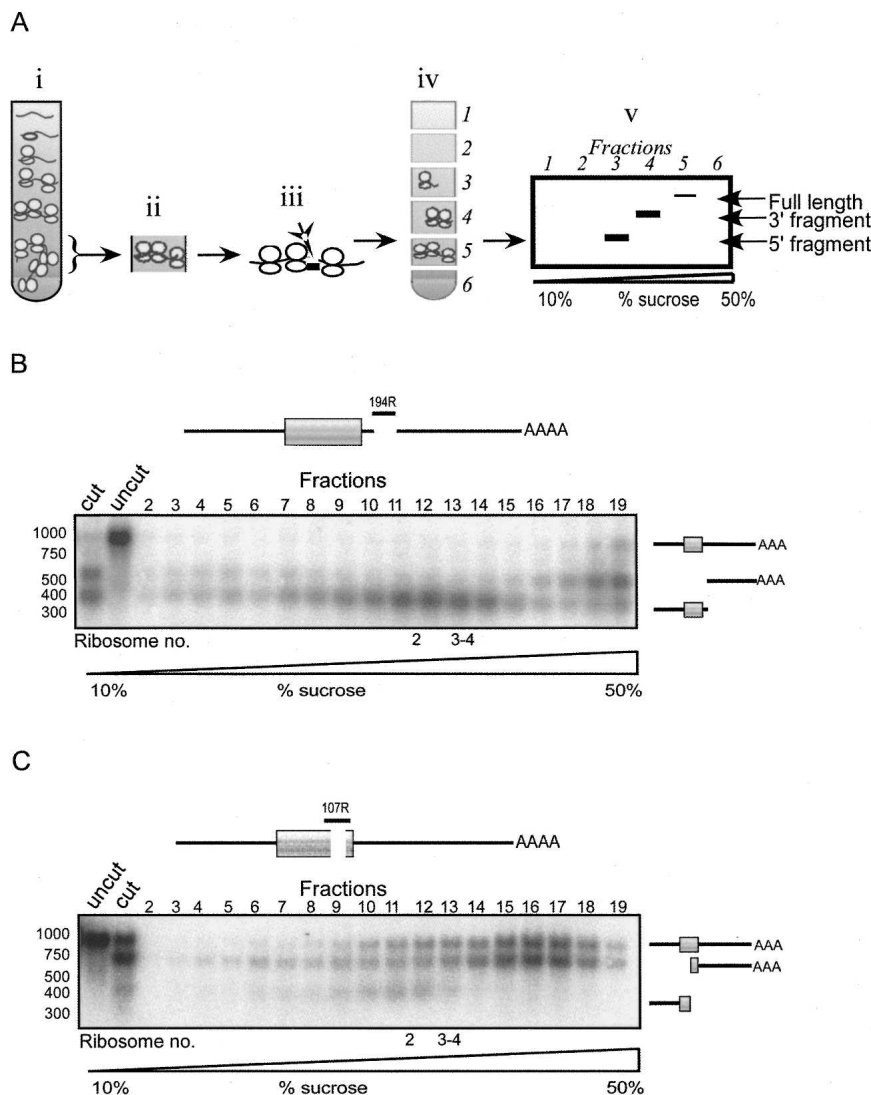 A
i
ii
iii
iv
1
2
3
4
5
6
v
Fractions
1 2 3 4 5 6
Full length
3' fragment
5' fragment
10% % sucrose 50%
B
194R
AAAA
Fractions
cut uncut 2 3 4 5 6 7 8 9 10 11 12 13 14 15 16 17 18 19
1000
750
500
400
300
AAA
AAA
Ribosome no. 2 3-4
10% % sucrose 50%
C
107R
AAAA
Fractions
uncut cut 2 3 4 5 6 7 8 9 10 11 12 13 14 15 16 17 18 19
1000
750
500
400
300
AAA
AAA
Ribosome no. 2 3-4
10% % sucrose 50%